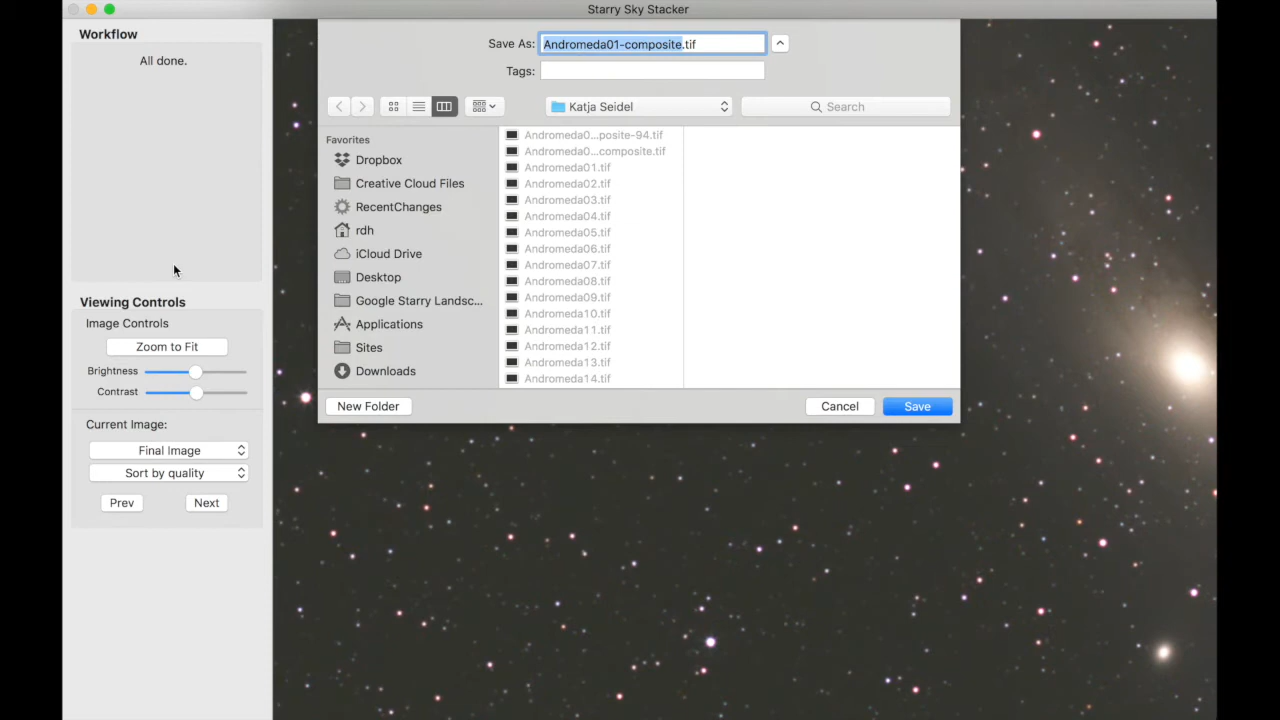 Starry Sky Stacker
Workflow
All done.
Save As: Andromeda01-composite.tif
Tags:
Katja Seidel
Search
Favorites
Dropbox
Creative Cloud Files
RecentChanges
rdh
iCloud Drive
Desktop
Google Starry Landsc...
Applications
Sites
Downloads
Andromeda0...posite-94.tif
Andromeda0...composite.tif
Andromeda01.tif
Andromeda02.tif
Andromeda03.tif
Andromeda04.tif
Andromeda05.tif
Andromeda06.tif
Andromeda07.tif
Andromeda08.tif
Andromeda09.tif
Andromeda10.tif
Andromeda11.tif
Andromeda12.tif
Andromeda13.tif
Andromeda14.tif
New Folder
Cancel
Save
Viewing Controls
Image Controls
Zoom to Fit
Brightness
Contrast
Current Image:
Final Image
Sort by quality
Prev
Next